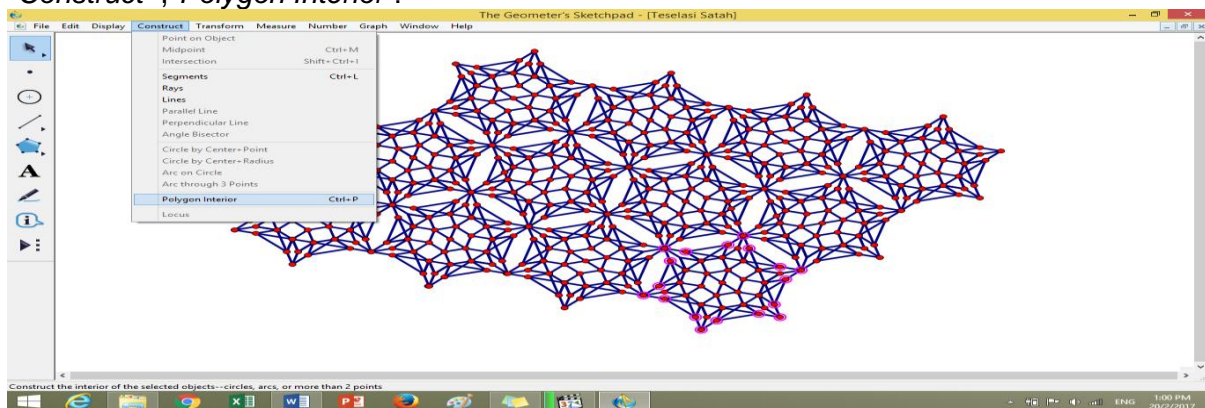 "Construct", "Polygon Interior".
The Geometer's Sketchpad - [Teselasi Satah]
File Edit Display Construct Transform Measure Number Graph Window Help
Point on Object
Midpoint Ctrl+M
Intersection Shift+Ctrl+I
Segments Ctrl+L
Rays
Lines
Parallel Line
Perpendicular Line
Angle Bisector
Circle by Center+Point
Circle by Center+Radius
Arc on Circle
Arc through 3 Points
Polygon Interior Ctrl+P
Locus
A
Construct the interior of the selected objects--circles, arcs, or more than 2 points
ENG
1:00 PM
20/2/2017